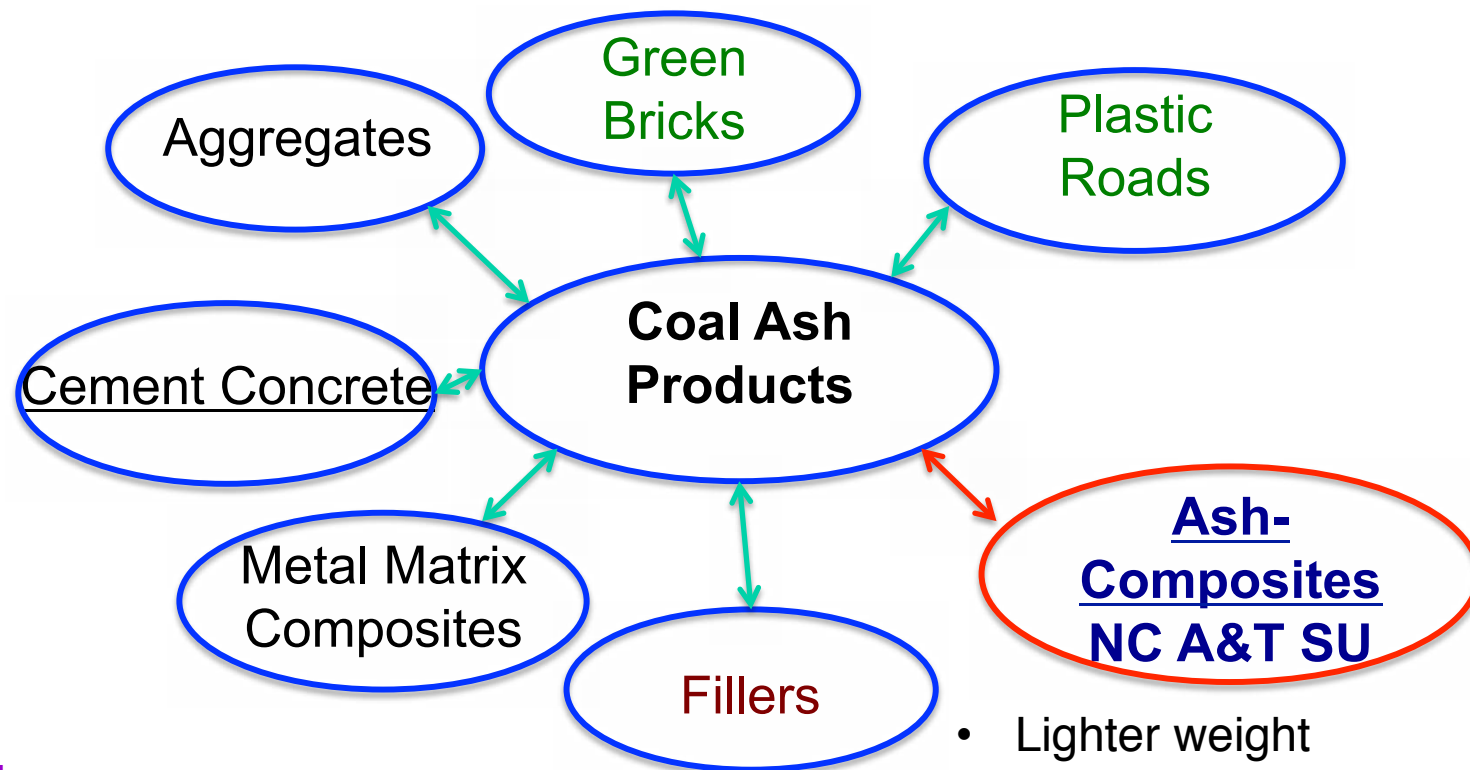 Green
Bricks
Aggregates
Plastic
Roads
Coal Ash
Products
Cement Concrete
Ash-
Composites
NC A&T SU
Metal Matrix
Composites
Fillers
• Lighter weight